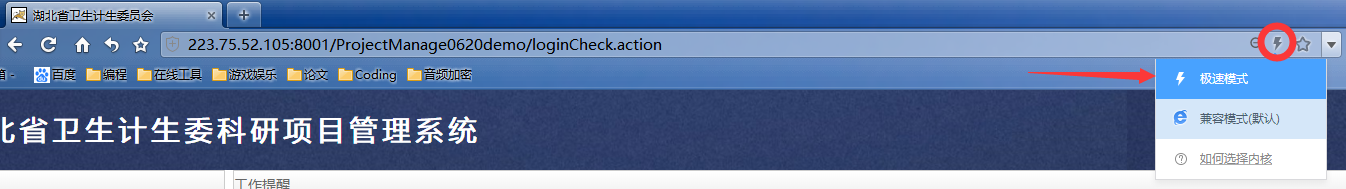 湖北省卫生计生委员会
223.75.52.105:8001/ProjectManage0620demo/loginCheck.action
箱 百度 编程 在线工具 游戏娱乐 论文 Coding 音频加密
极速模式
北省卫生计生委科研项目管理系统
兼容模式(默认)
如何选择内核
工作提醒